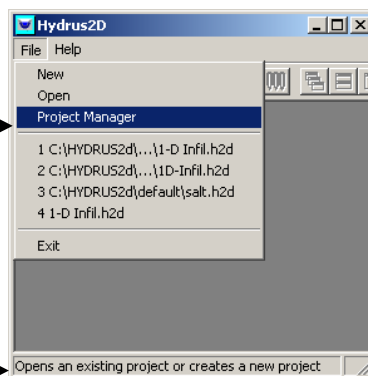 Hydrus2D
File Help
New
Open
Project Manager
1 C:\HYDRUS2d\...\1-D Infil.h2d
2 C:\HYDRUS2d\...\1D-Infil.h2d
3 C:\HYDRUS2d\default\salt.h2d
4 1-D Infil.h2d
Exit
Opens an existing project or creates a new project